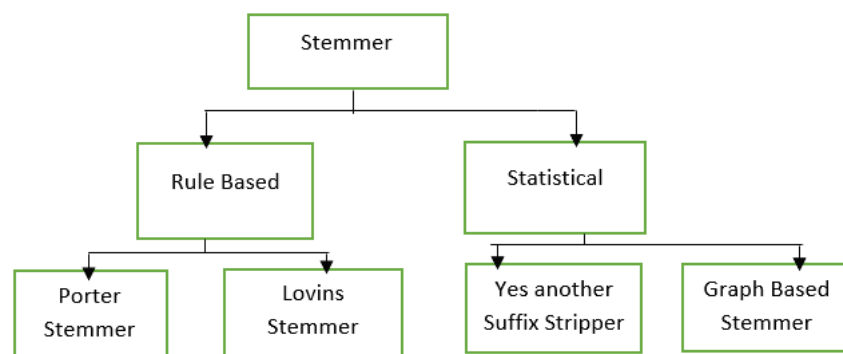 Stemmer
Rule Based
Statistical
Porter
Stemmer
Lovins
Stemmer
Yes another
Suffix Stripper
Graph Based
Stemmer